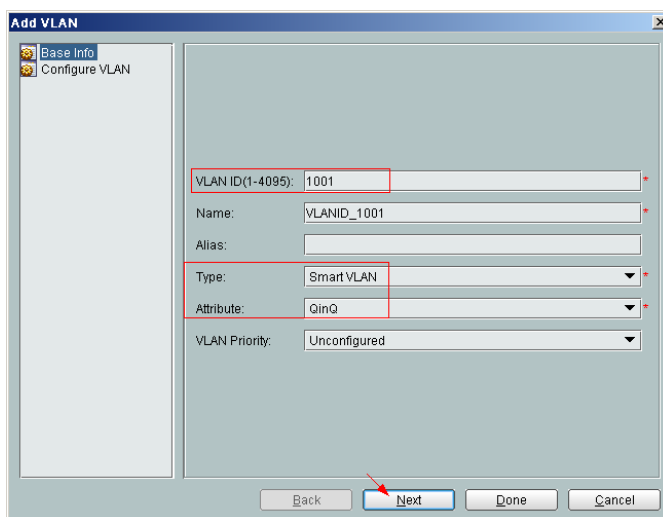 Add VLAN
Base Info
Configure VLAN
VLAN ID(1-4095): 1001 *
Name: VLANID_1001 *
Alias:
Type: Smart VLAN *
Attribute: QinQ *
VLAN Priority: Unconfigured
Back Next Done Cancel